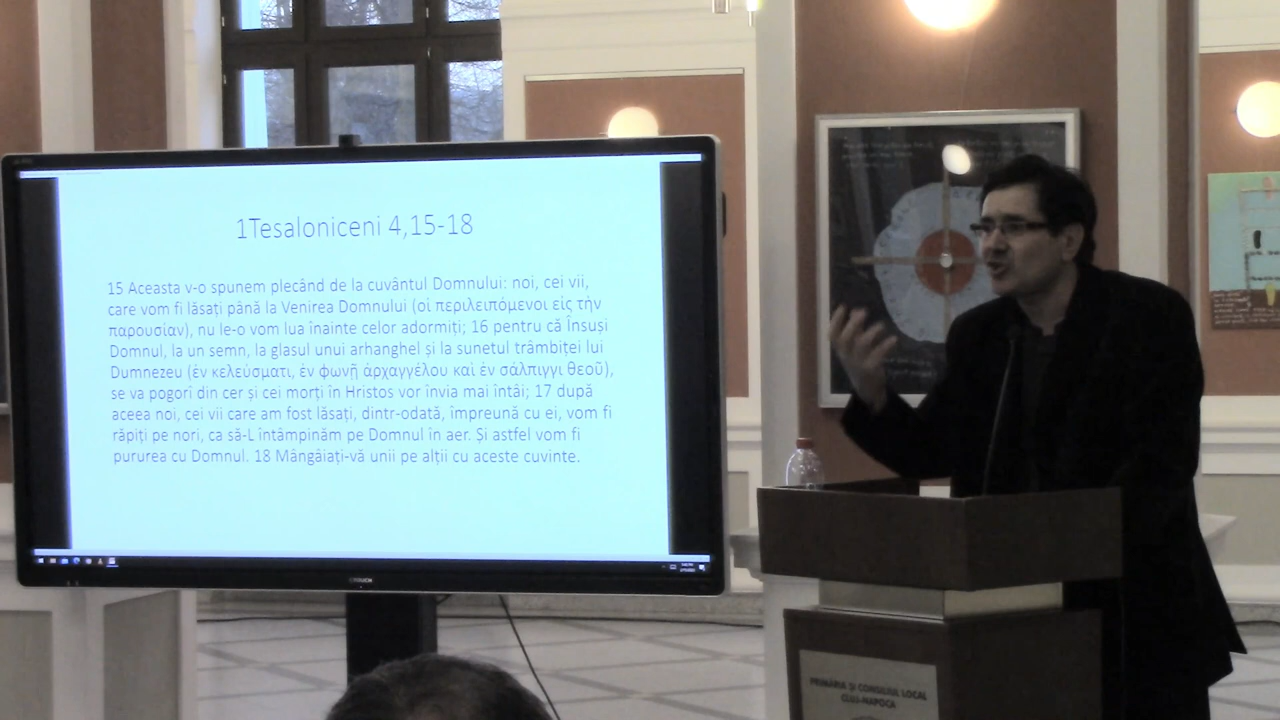 1Tesaloniceni 4,15-18
15 Aceasta v-o spunem plecând de la cuvântul Domnului: noi, cei vii,
care vom fi lăsați până la Venirea Domnului (οἱ περιλειπόμενοι εἰς τὴν
παρουσίαν), nu le-o vom lua înainte celor adormiți; 16 pentru că Însuși
Domnul, la un semn, la glasul unui arhanghel și la sunetul trâmbiței lui
Dumnezeu (ἐν κελεύσματι, ἐν φωνῇ ἀρχαγγέλου καὶ ἐν σάλπιγγι θεοῦ),
se va pogorî din cer și cei morți în Hristos vor învia mai întâi; 17 după
aceea noi, cei vii care am fost lăsați, dintr-odată, împreună cu ei, vom fi
răpiți pe nori, ca să-L întâmpinăm pe Domnul în aer. Și astfel vom fi
pururea cu Domnul. 18 Mângâiați-vă unii pe alții cu aceste cuvinte.
PRIMĂRIA ȘI CONSILIUL LOCAL
CLUJ-NAPOCA